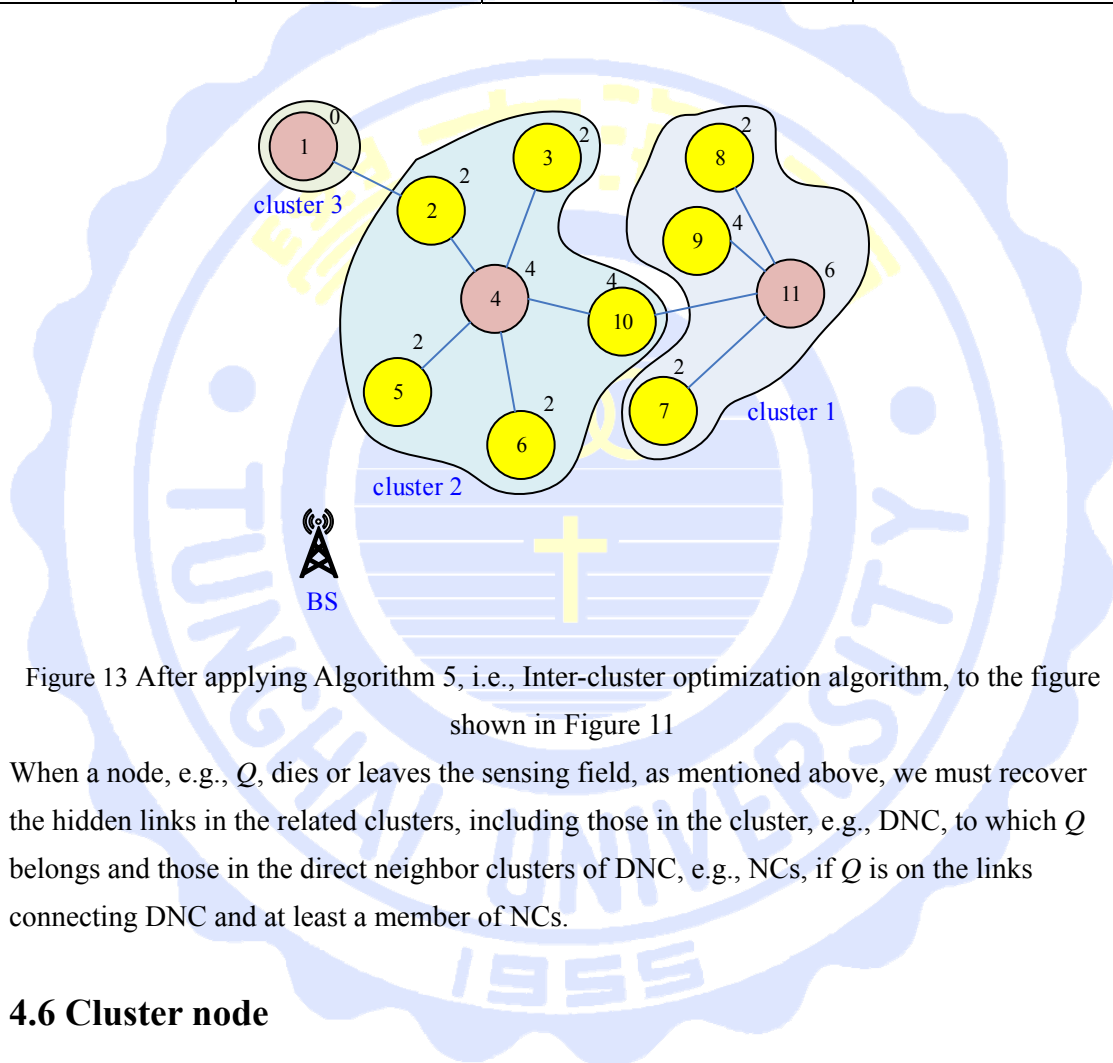 0
1
cluster 3
2
2
3
2
4
4
4
10
2
5
2
6
cluster 2
2
8
4
9
6
11
2
7
cluster 1
BS
Figure 13 After applying Algorithm 5, i.e., Inter-cluster optimization algorithm, to the figure
shown in Figure 11
When a node, e.g., Q, dies or leaves the sensing field, as mentioned above, we must recover
the hidden links in the related clusters, including those in the cluster, e.g., DNC, to which Q
belongs and those in the direct neighbor clusters of DNC, e.g., NCs, if Q is on the links
connecting DNC and at least a member of NCs.
4.6 Cluster node
TUNGHAI UNIVERSITY
1955